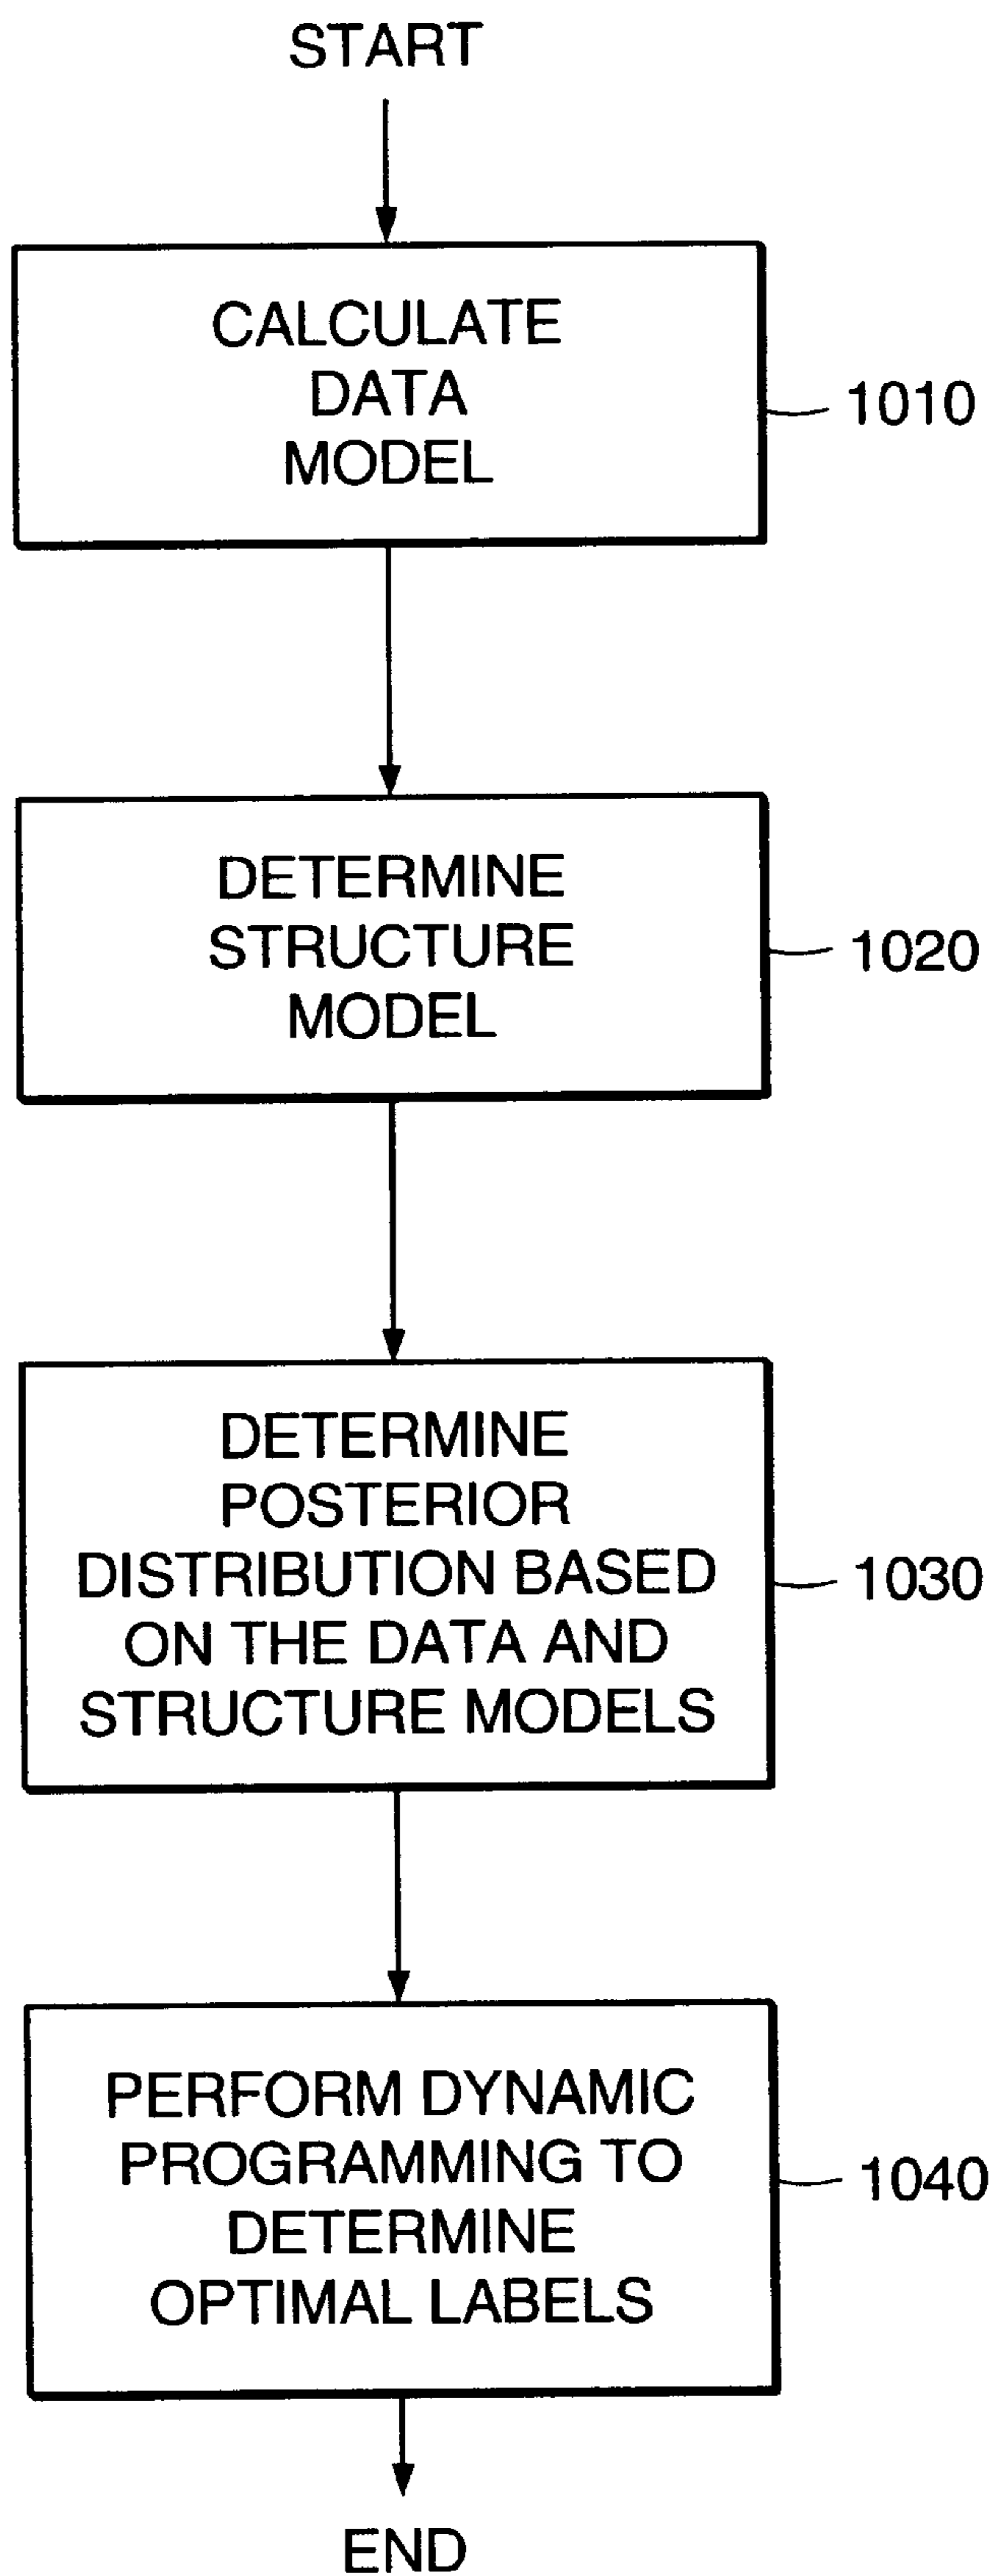 START
CALCULATE
DATA
MODEL
1010
DETERMINE
STRUCTURE
MODEL
1020
DETERMINE
POSTERIOR
DISTRIBUTION BASED
ON THE DATA AND
STRUCTURE MODELS
1030
PERFORM DYNAMIC
PROGRAMMING TO
DETERMINE
OPTIMAL LABELS
1040
END